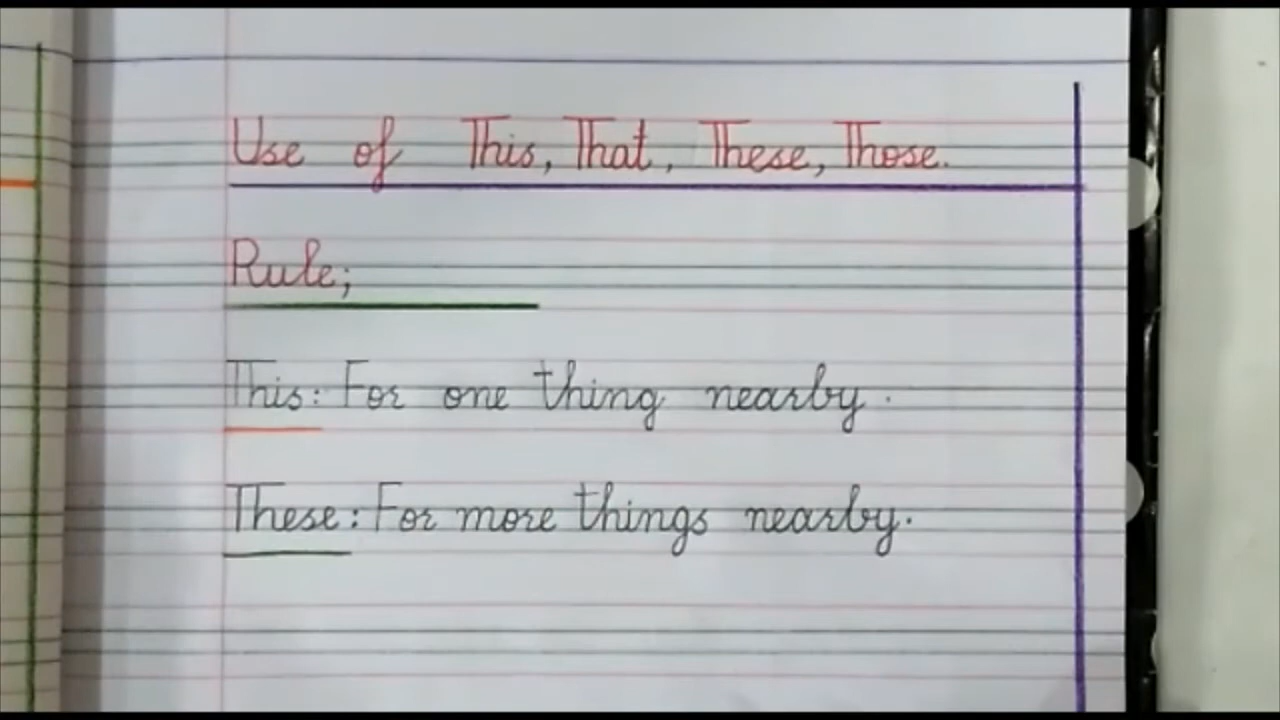 Use of This, That, These, Those.
Rule;
This: For one thing nearby.
These: For more things nearby.